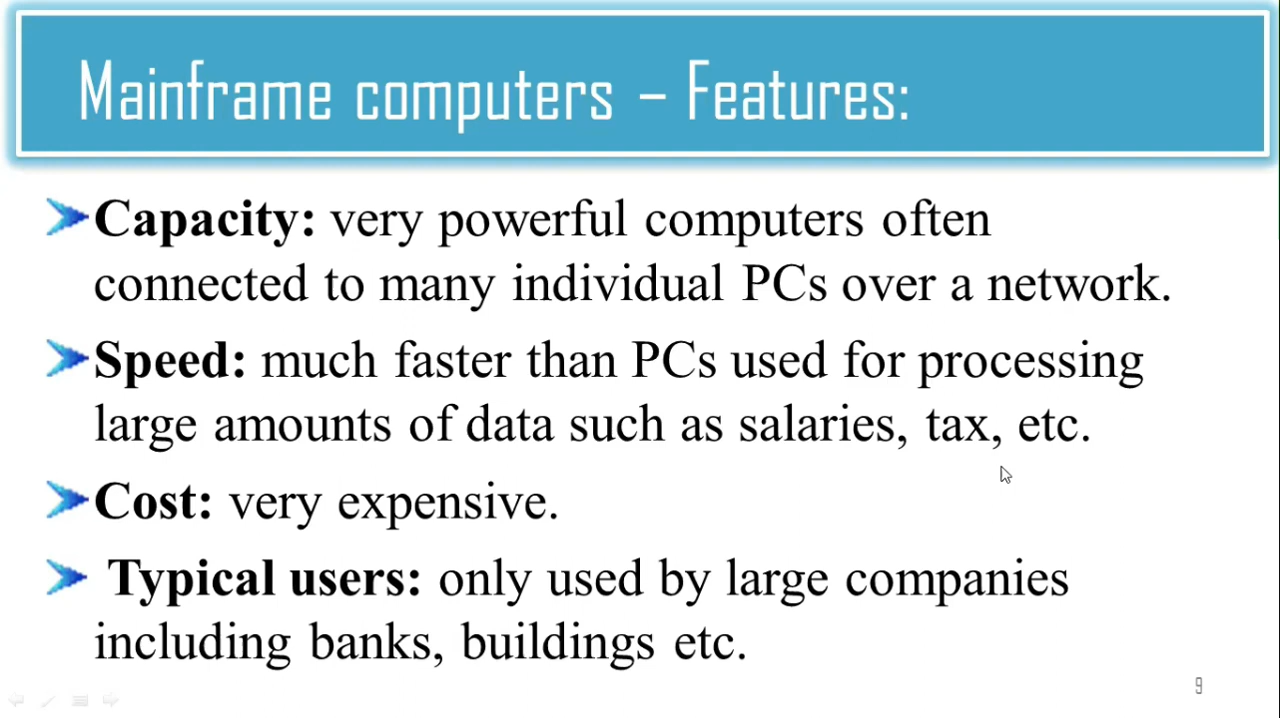 Mainframe computers – Features:
Capacity: very powerful computers often
connected to many individual PCs over a network.
Speed: much faster than PCs used for processing
large amounts of data such as salaries, tax, etc.
Cost: very expensive.
Typical users: only used by large companies
including banks, buildings etc.
9